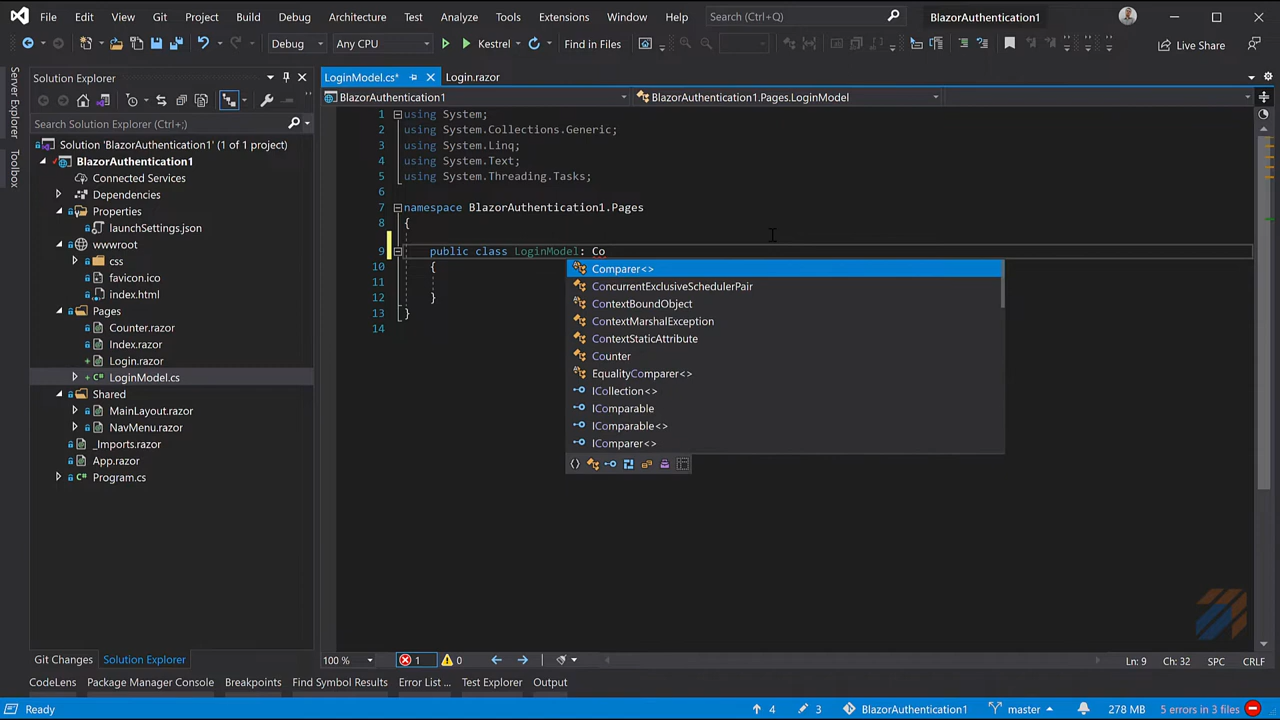 File Edit View Git Project Build Debug Architecture Test Analyze Tools Extensions Window Help Search (Ctrl+Q) BlazorAuthentication1
Debug Any CPU Kestrel Find in Files Live Share
Server Explorer
Toolbox
Solution Explorer
Search Solution Explorer (Ctrl+;)
Solution 'BlazorAuthentication1' (1 of 1 project)
BlazorAuthentication1
Connected Services
Dependencies
Properties
launchSettings.json
wwwroot
css
favicon.ico
index.html
Pages
Counter.razor
Index.razor
Login.razor
LoginModel.cs
Shared
MainLayout.razor
NavMenu.razor
_Imports.razor
App.razor
Program.cs
Git Changes Solution Explorer
LoginModel.cs* Login.razor
BlazorAuthentication1 BlazorAuthentication1.Pages.LoginModel
1 using System;
2 using System.Collections.Generic;
3 using System.Linq;
4 using System.Text;
5 using System.Threading.Tasks;
6
7 namespace BlazorAuthentication1.Pages
8 {
9 public class LoginModel: Co
10 {
11
12 }
13 }
14
Comparer<>
ConcurrentExclusiveSchedulerPair
ContextBoundObject
ContextMarshalException
ContextStaticAttribute
Counter
EqualityComparer<>
ICollection<>
IComparable
IComparable<>
IComparer<>
100 % 1 0 Ln: 9 Ch: 32 SPC CRLF
CodeLens Package Manager Console Breakpoints Find Symbol Results Error List ... Test Explorer Output
Ready 4 3 BlazorAuthentication1 master 278 MB 5 errors in 3 files